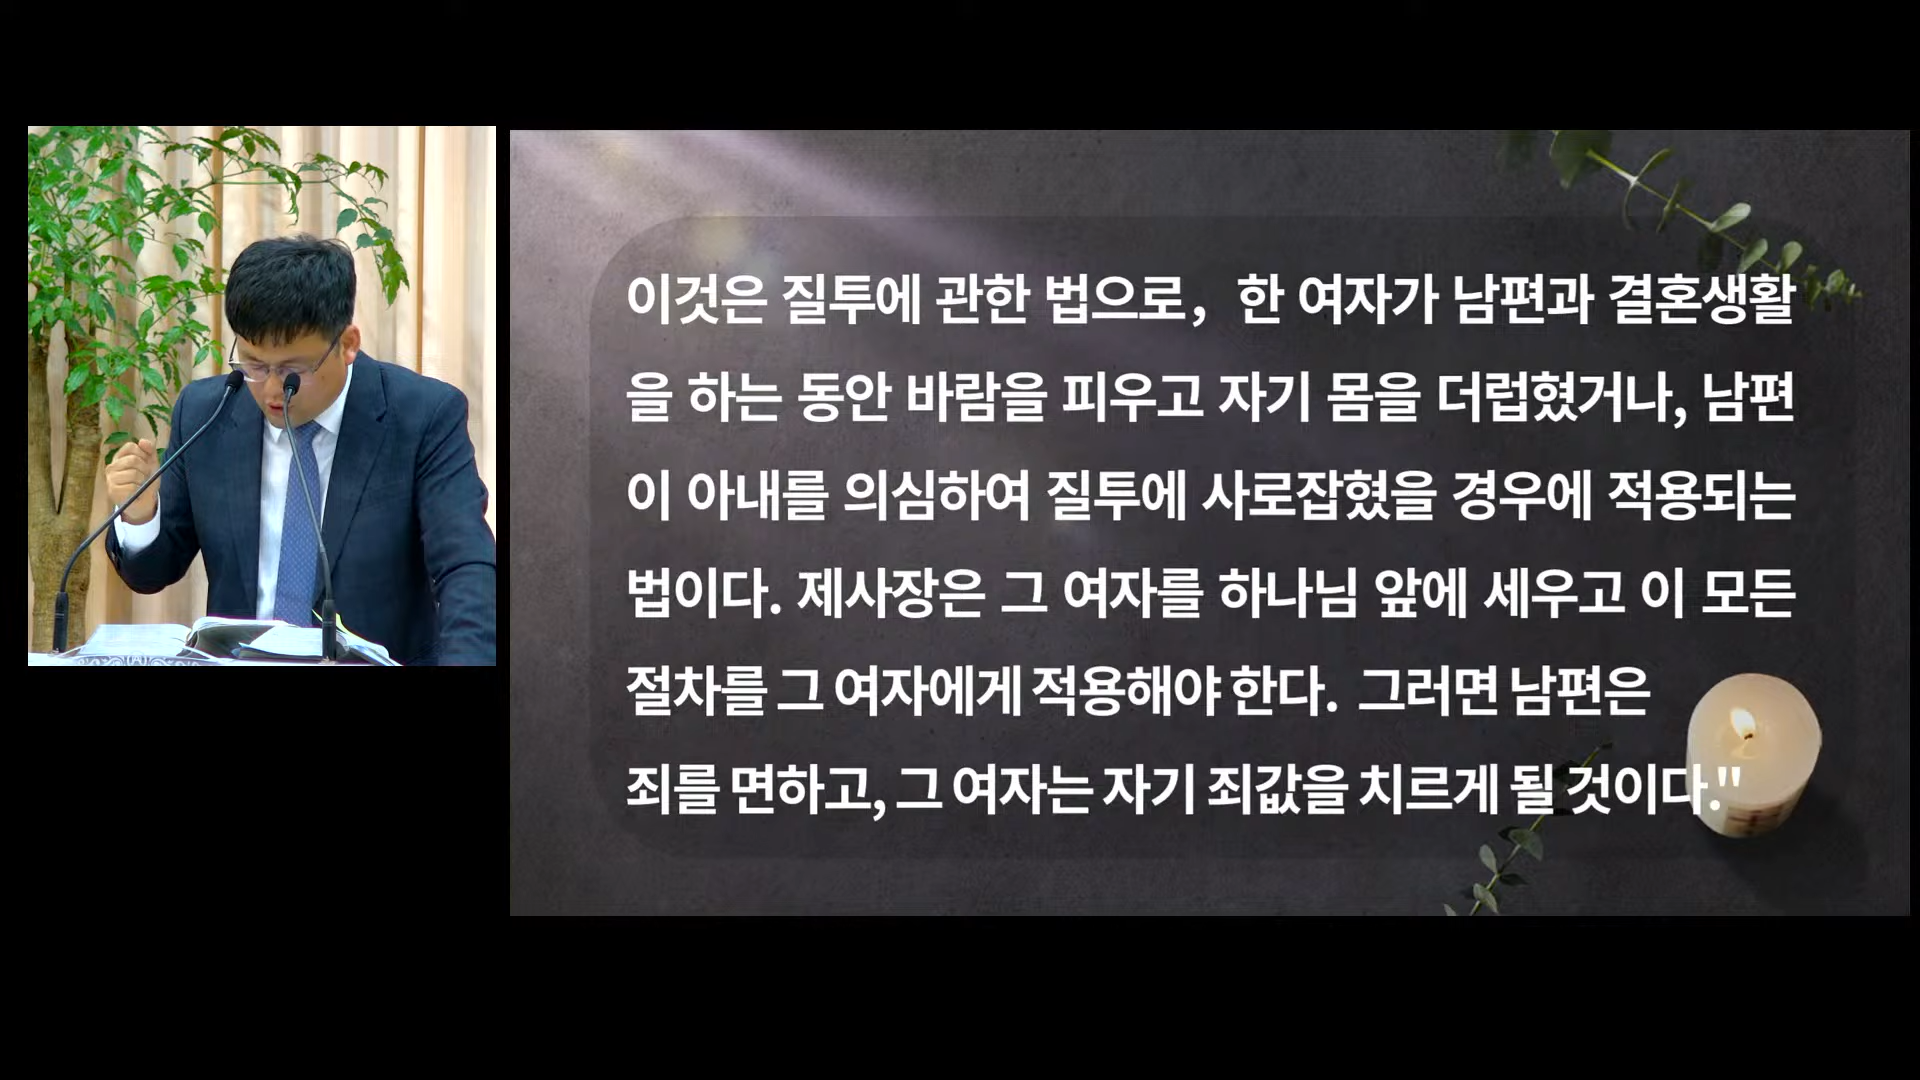 이것은 질투에 관한 법으로, 한 여자가 남편과 결혼생활
을 하는 동안 바람을 피우고 자기 몸을 더럽혔거나, 남편
이 아내를 의심하여 질투에 사로잡혔을 경우에 적용되는
법이다. 제사장은 그 여자를 하나님 앞에 세우고 이 모든
절차를 그 여자에게 적용해야 한다. 그러면 남편은
죄를 면하고, 그 여자는 자기 죄값을 치르게 될 것이다."